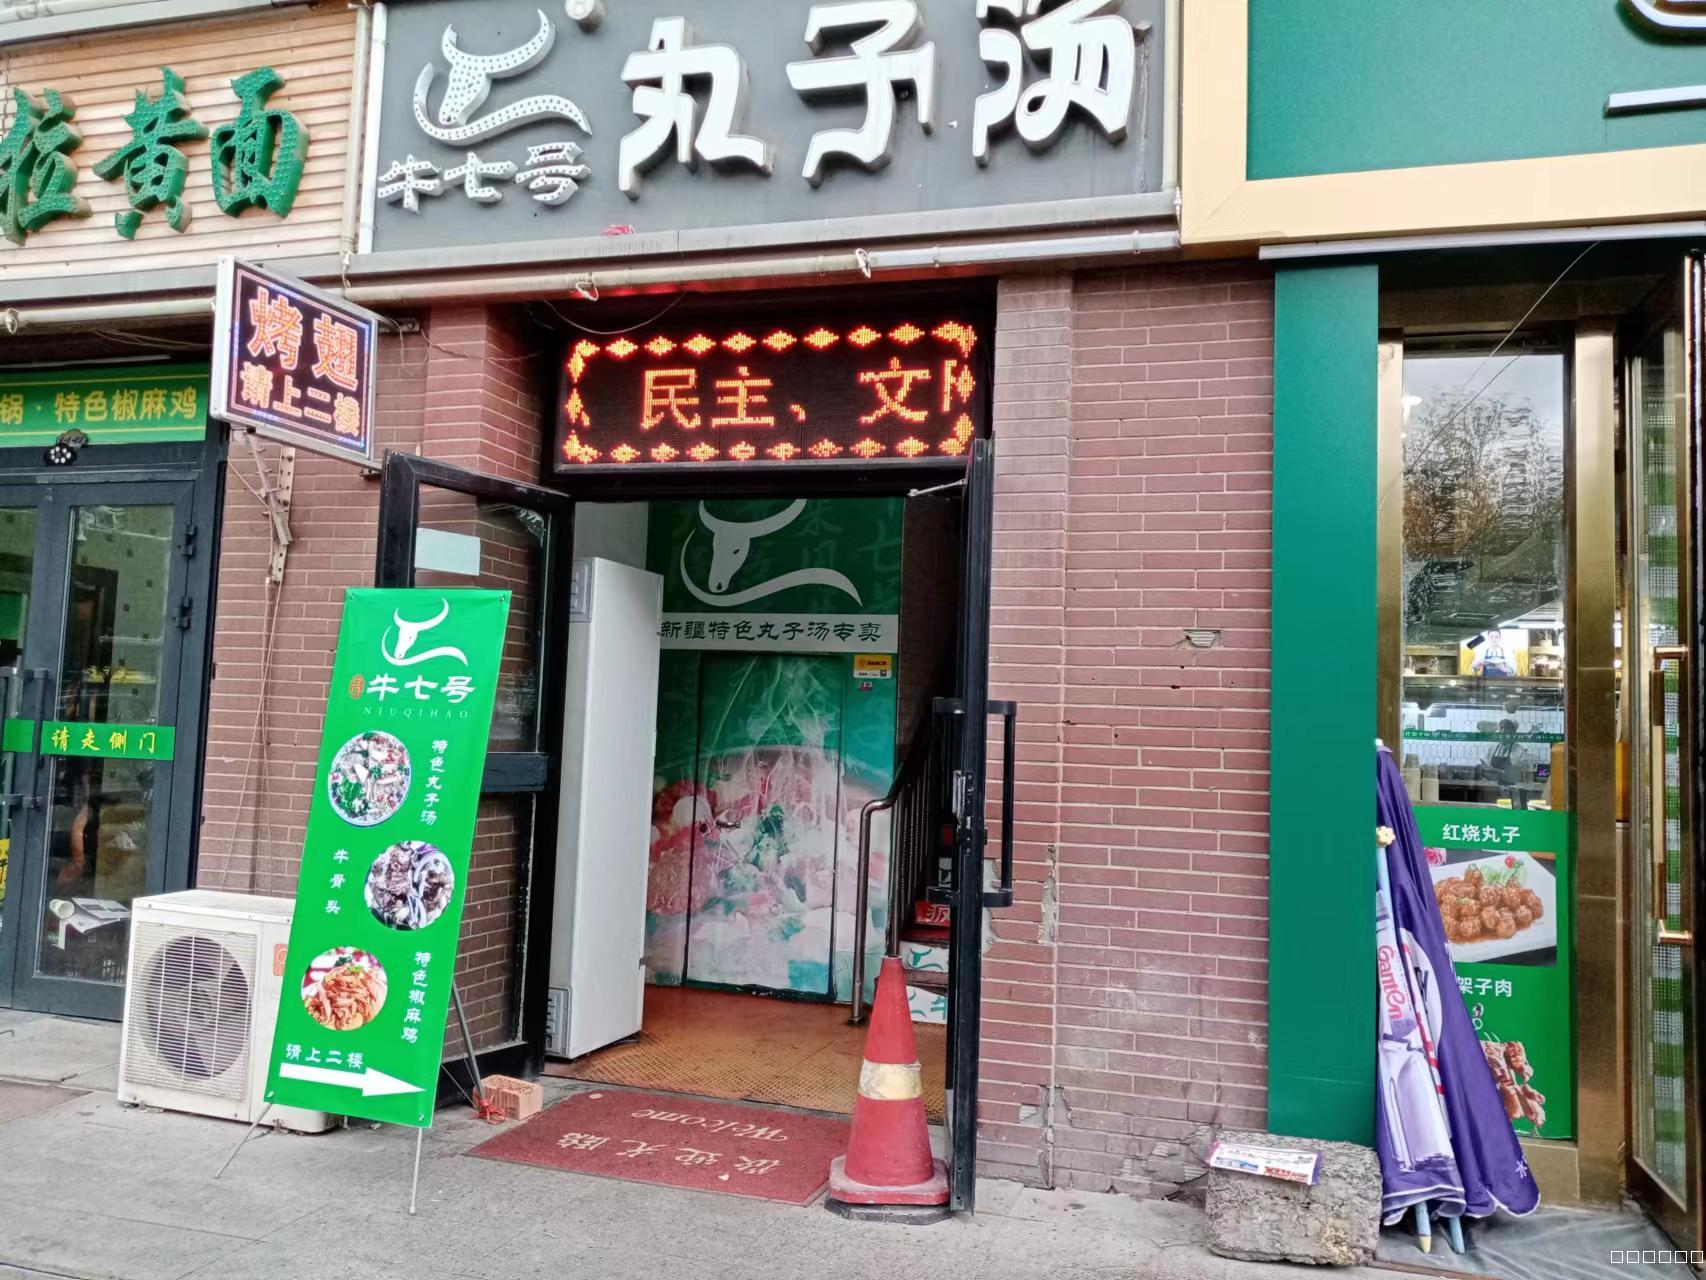 拉黄面
牛七号
丸子汤
烤翅
请上二楼
锅·特色椒麻鸡
民主、文
新疆特色丸子汤专卖
请走侧门
牛七号
NIUQIHAO
特色丸子汤
牛骨头
特色椒麻鸡
请上二楼
Welcome
欢迎光临
红烧丸子
架子肉
Ganten